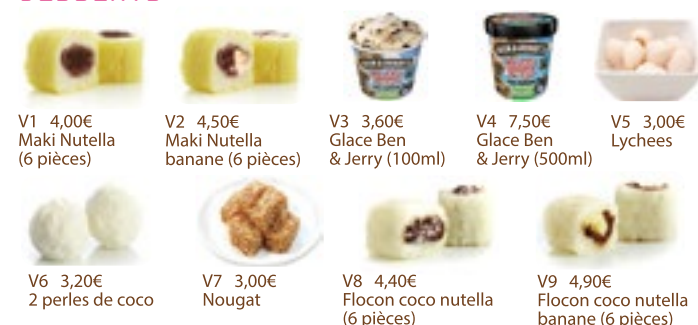 V1 4,00€
Maki Nutella
(6 pièces)
V2 4,50€
Maki Nutella
banane (6 pièces)
V3 3,60€
Glace Ben
& Jerry (100ml)
V4 7,50€
Glace Ben
& Jerry (500ml)
V5 3,00€
Lychees
V6 3,20€
2 perles de coco
V7 3,00€
Nougat
V8 4,40€
Flocon coco nutella
(6 pièces)
V9 4,90€
Flocon coco nutella
banane (6 pièces)